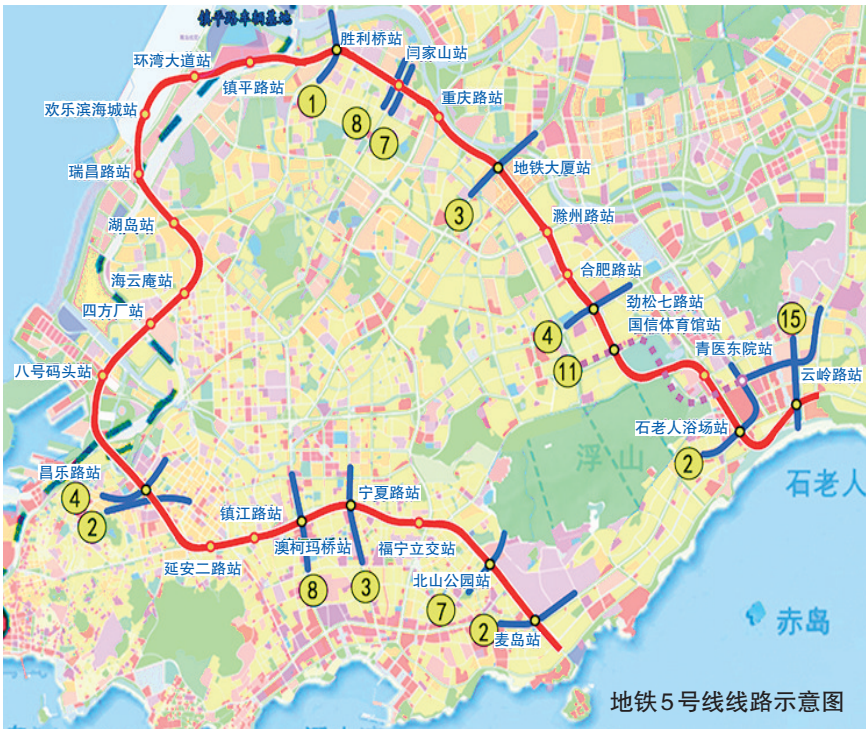 镇平路车辆基地
胜利桥站
闫家山站
环湾大道站
镇平路站
1
重庆路站
8
欢乐滨海城站
7
地铁大厦站
瑞昌路站
3
湖岛站
滁州路站
合肥路站
海云庵站
劲松七路站
四方厂站
国信体育馆站
15
4
青医东院站
11
八号码头站
云岭路站
石老人浴场站
浮山
2
昌乐路站
石老人
4
宁夏路站
2
镇江路站
澳柯玛桥站
福宁立交站
延安二路站
北山公园站
8
3
7
2
麦岛站
赤岛
地铁5号线线路示意图